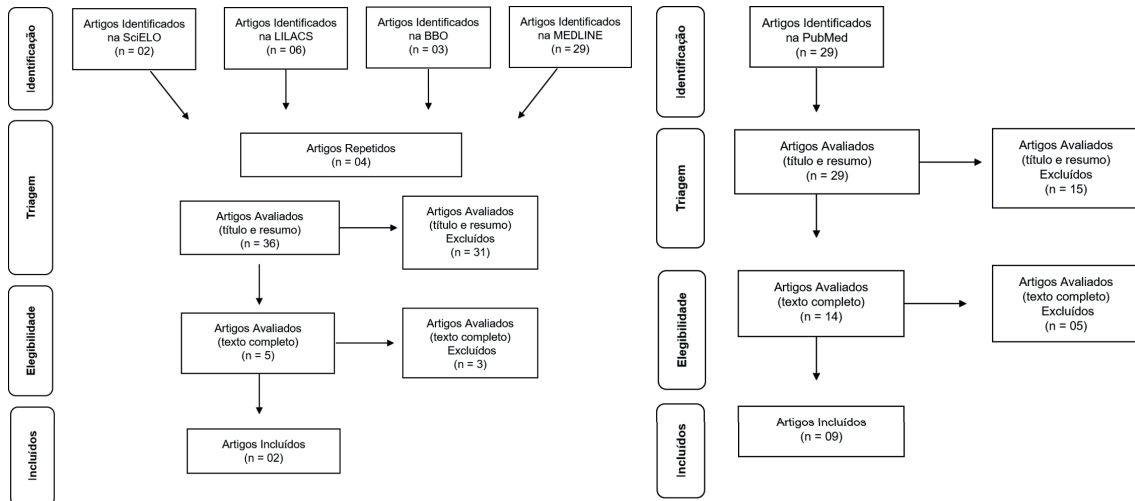 Identificação
Artigos Identificados
na SciELO
(n = 02)
Artigos Identificados
na LILACS
(n = 06)
Artigos Identificados
na BBO
(n = 03)
Artigos Identificados
na MEDLINE
(n = 29)
Triagem
Artigos Repetidos
(n = 04)
Artigos Avaliados
(título e resumo)
(n = 36)
Artigos Avaliados
(título e resumo)
Excluídos
(n = 31)
Elegibilidade
Artigos Avaliados
(texto completo)
(n = 5)
Artigos Avaliados
(texto completo)
Excluídos
(n = 3)
Incluídos
Artigos Incluídos
(n = 02)
Identificação
Artigos Identificados
na PubMed
(n = 29)
Triagem
Artigos Avaliados
(título e resumo)
(n = 29)
Artigos Avaliados
(título e resumo)
Excluídos
(n = 15)
Elegibilidade
Artigos Avaliados
(texto completo)
(n = 14)
Artigos Avaliados
(texto completo)
Excluídos
(n = 05)
Incluídos
Artigos Incluídos
(n = 09)